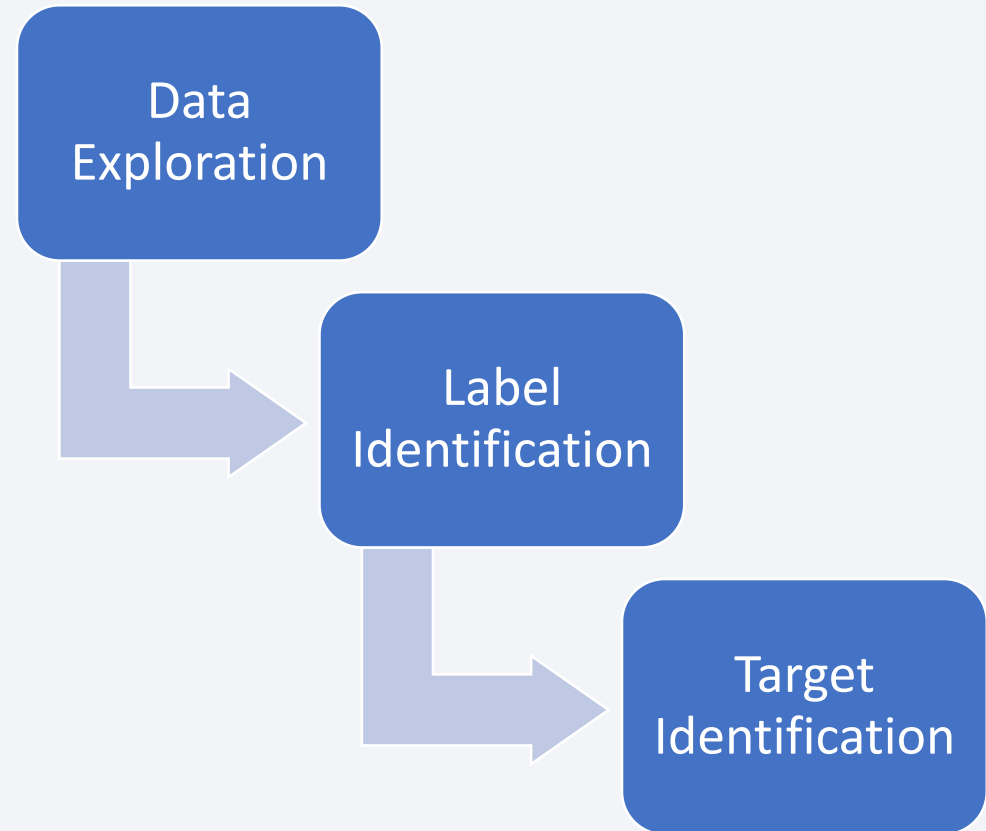 Data
Exploration
Label
Identification
Target
Identification